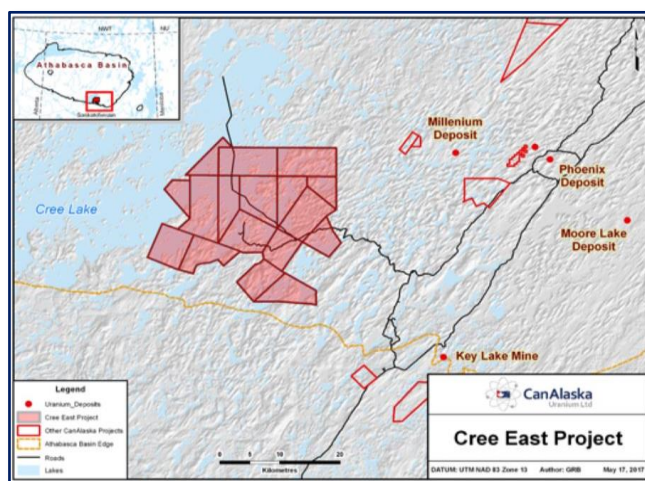 NWT
NU
Athabasca Basin
Alberta
Saskatchewan
Manitoba
Millenium
Deposit
Phoenix
Deposit
Cree Lake
Moore Lake
Deposit
Key Lake Mine
Legend
Uranium_Deposits
Cree East Project
Other CanAlaska Projects
Athabasca Basin Edge
Roads
Lakes
0
5
10
20
Kilometres
CanAlaska
Uranium Ltd
Cree East Project
DATUM: UTM NAD 83 Zone 13 Author: GRB May 17, 2017